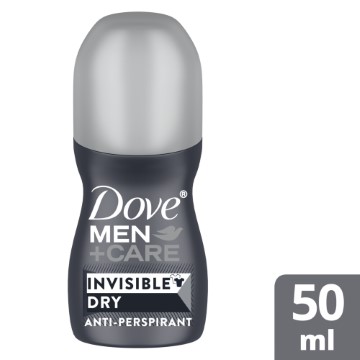 Dove®
MEN
+CARE
INVISIBLE
DRY
ANTI-PERSPIRANT
50
ml